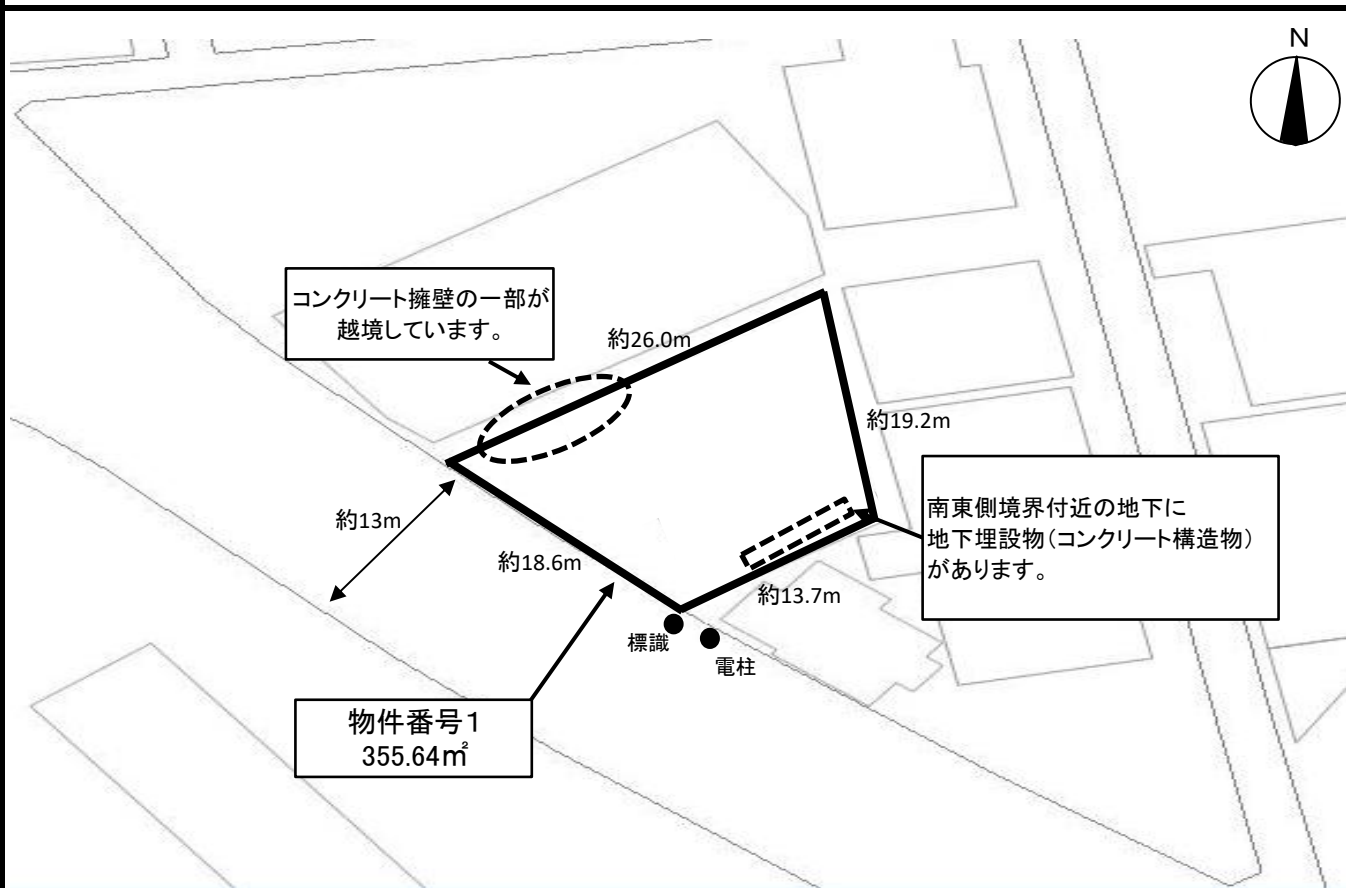 N
コンクリート擁壁の一部が
越境しています。
約26.0m
約19.2m
南東側境界付近の地下に
地下埋設物（コンクリート構造物）
があります。
約13m
約18.6m
約13.7m
標識
電柱
物件番号１
355.64㎡